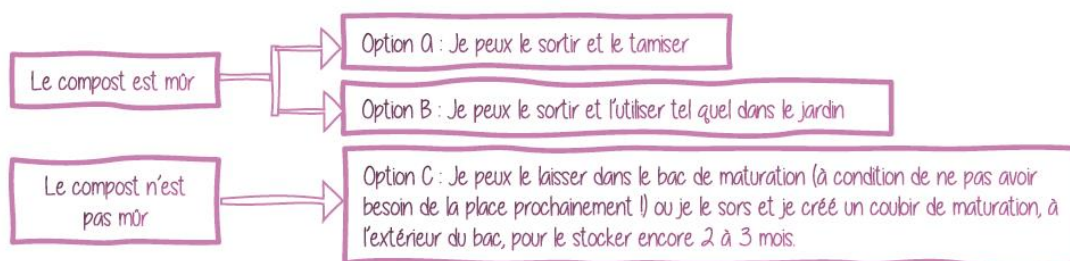 Le compost est mûr
Option A : Je peux le sortir et le tamiser
Option B : Je peux le sortir et l'utiliser tel quel dans le jardin
Le compost n'est
pas mûr
Option C : Je peux le laisser dans le bac de maturation (à condition de ne pas avoir
besoin de la place prochainement !) ou je le sors et je créé un couloir de maturation, à
l'extérieur du bac, pour le stocker encore 2 à 3 mois.